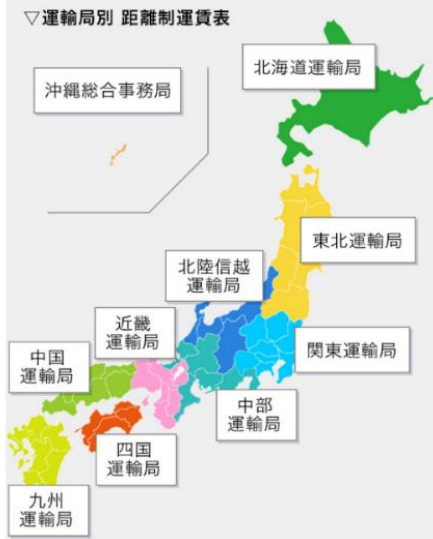 ▽運輸局別 距離制運賃表
北海道運輸局
沖縄総合事務局
東北運輸局
北陸信越
運輸局
近畿
運輸局
中国
運輸局
関東運輸局
中部
運輸局
四国
運輸局
九州
運輸局